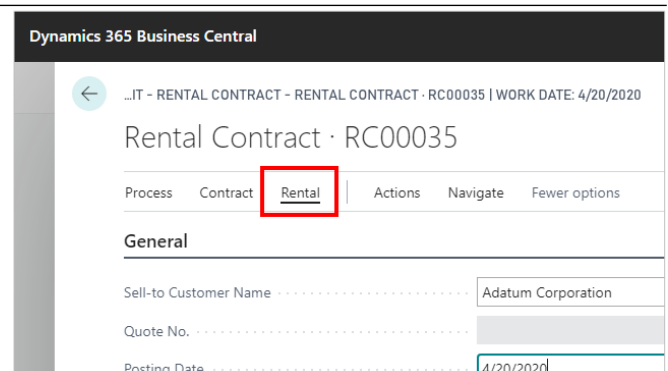 Dynamics 365 Business Central
...IT - RENTAL CONTRACT - RENTAL CONTRACT · RC00035 | WORK DATE: 4/20/2020
Rental Contract · RC00035
Process Contract Rental | Actions Navigate Fewer options
General
Sell-to Customer Name Adatum Corporation
Quote No.
Posting Date 4/20/2020